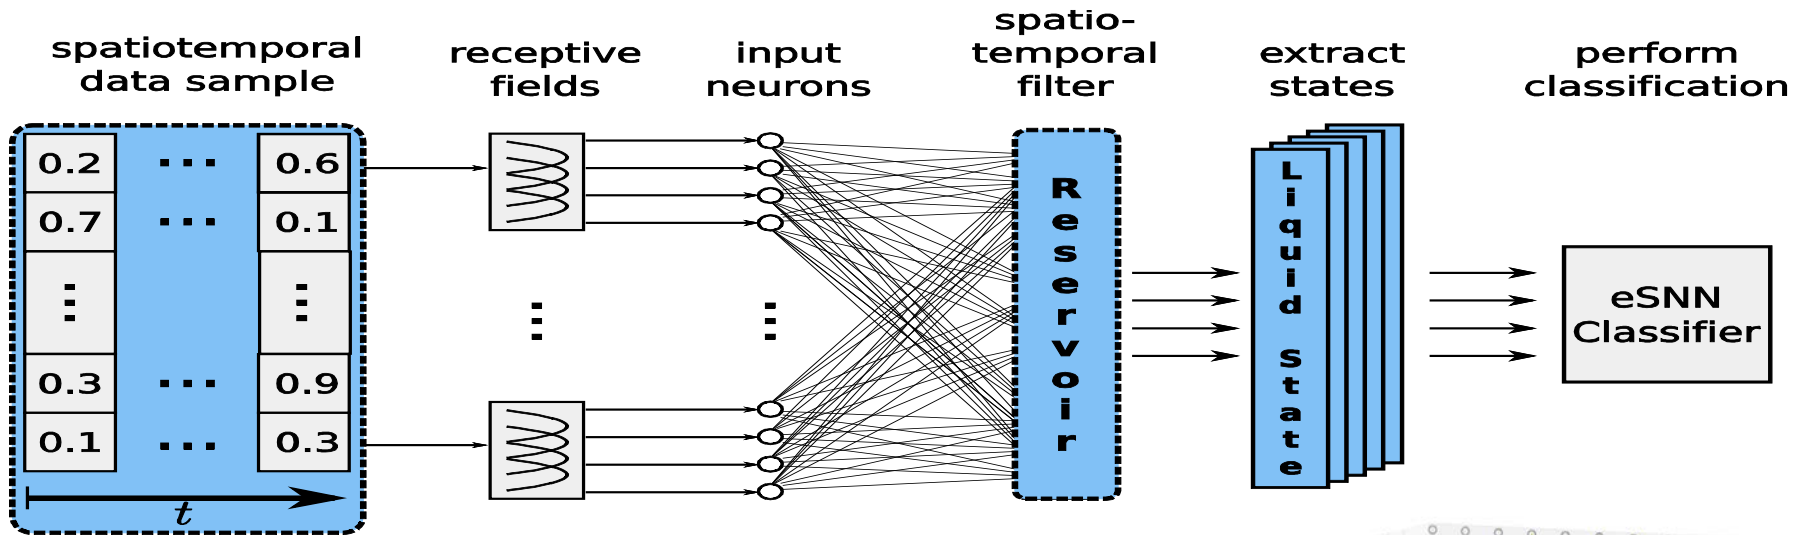 spatiotemporal
data sample
receptive
fields
input
neurons
spatio-
temporal
filter
extract
states
perform
classification
0.2 ... 0.6
0.7 ... 0.1
... ...
0.3 ... 0.9
0.1 ... 0.3
t
...
...
Reservoir
Liquid State
eSNN
Classifier